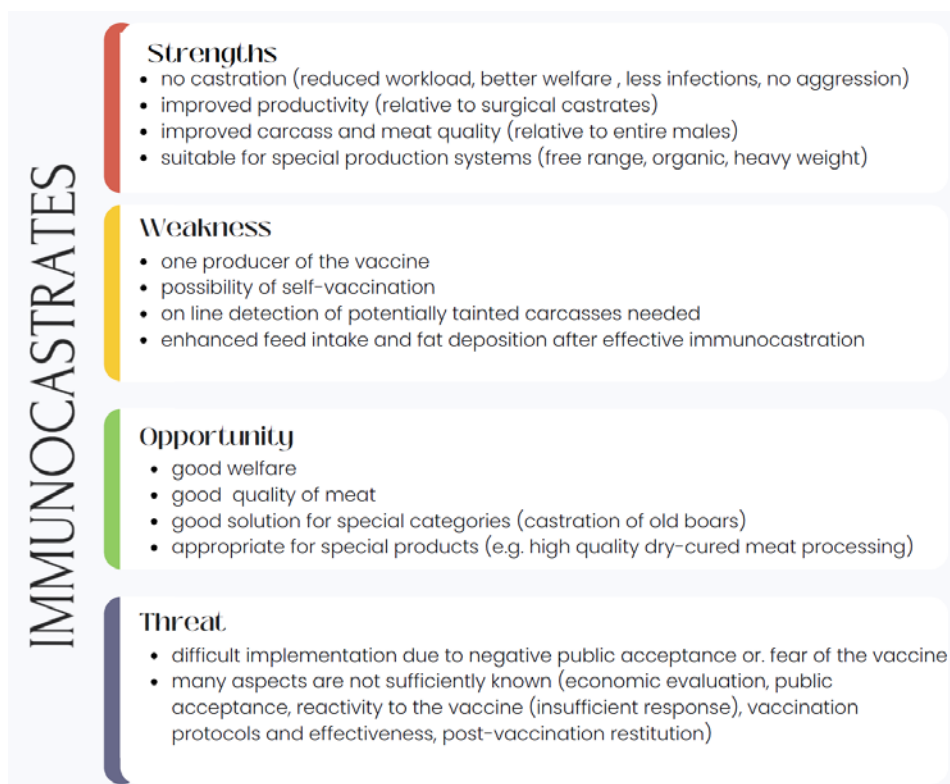 IMMUNOCASTRATES
Strengths
• no castration (reduced workload, better welfare , less infections, no aggression)
• improved productivity (relative to surgical castrates)
• improved carcass and meat quality (relative to entire males)
• suitable for special production systems (free range, organic, heavy weight)
Weakness
• one producer of the vaccine
• possibility of self-vaccination
• on line detection of potentially tainted carcasses needed
• enhanced feed intake and fat deposition after effective immunocastration
Opportunity
• good welfare
• good quality of meat
• good solution for special categories (castration of old boars)
• appropriate for special products (e.g. high quality dry-cured meat processing)
Threat
• difficult implementation due to negative public acceptance or. fear of the vaccine
• many aspects are not sufficiently known (economic evaluation, public
acceptance, reactivity to the vaccine (insufficient response), vaccination
protocols and effectiveness, post-vaccination restitution)